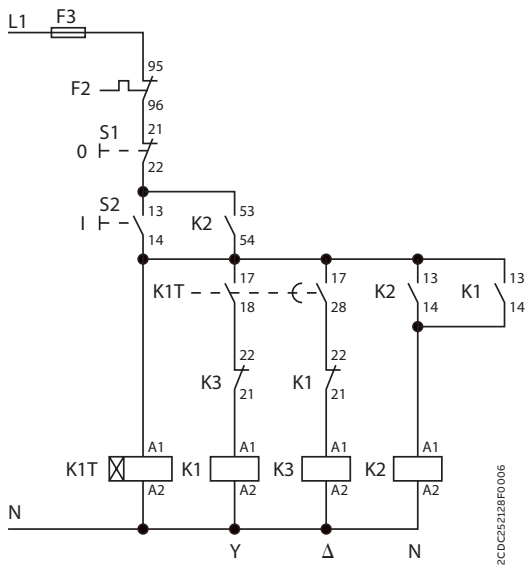 L1 F3
95
F2
96
S1 21
0
22
S2 13 K2 53
I
14 54
K1T 17 17 K2 13 K1 13
18 28 14 14
22 22
K3 K1
21 21
K1T A1 K1 A1 K3 A1 K2 A1
A2 A2 A2 A2
N
Y Δ N
2CDC252128F0006